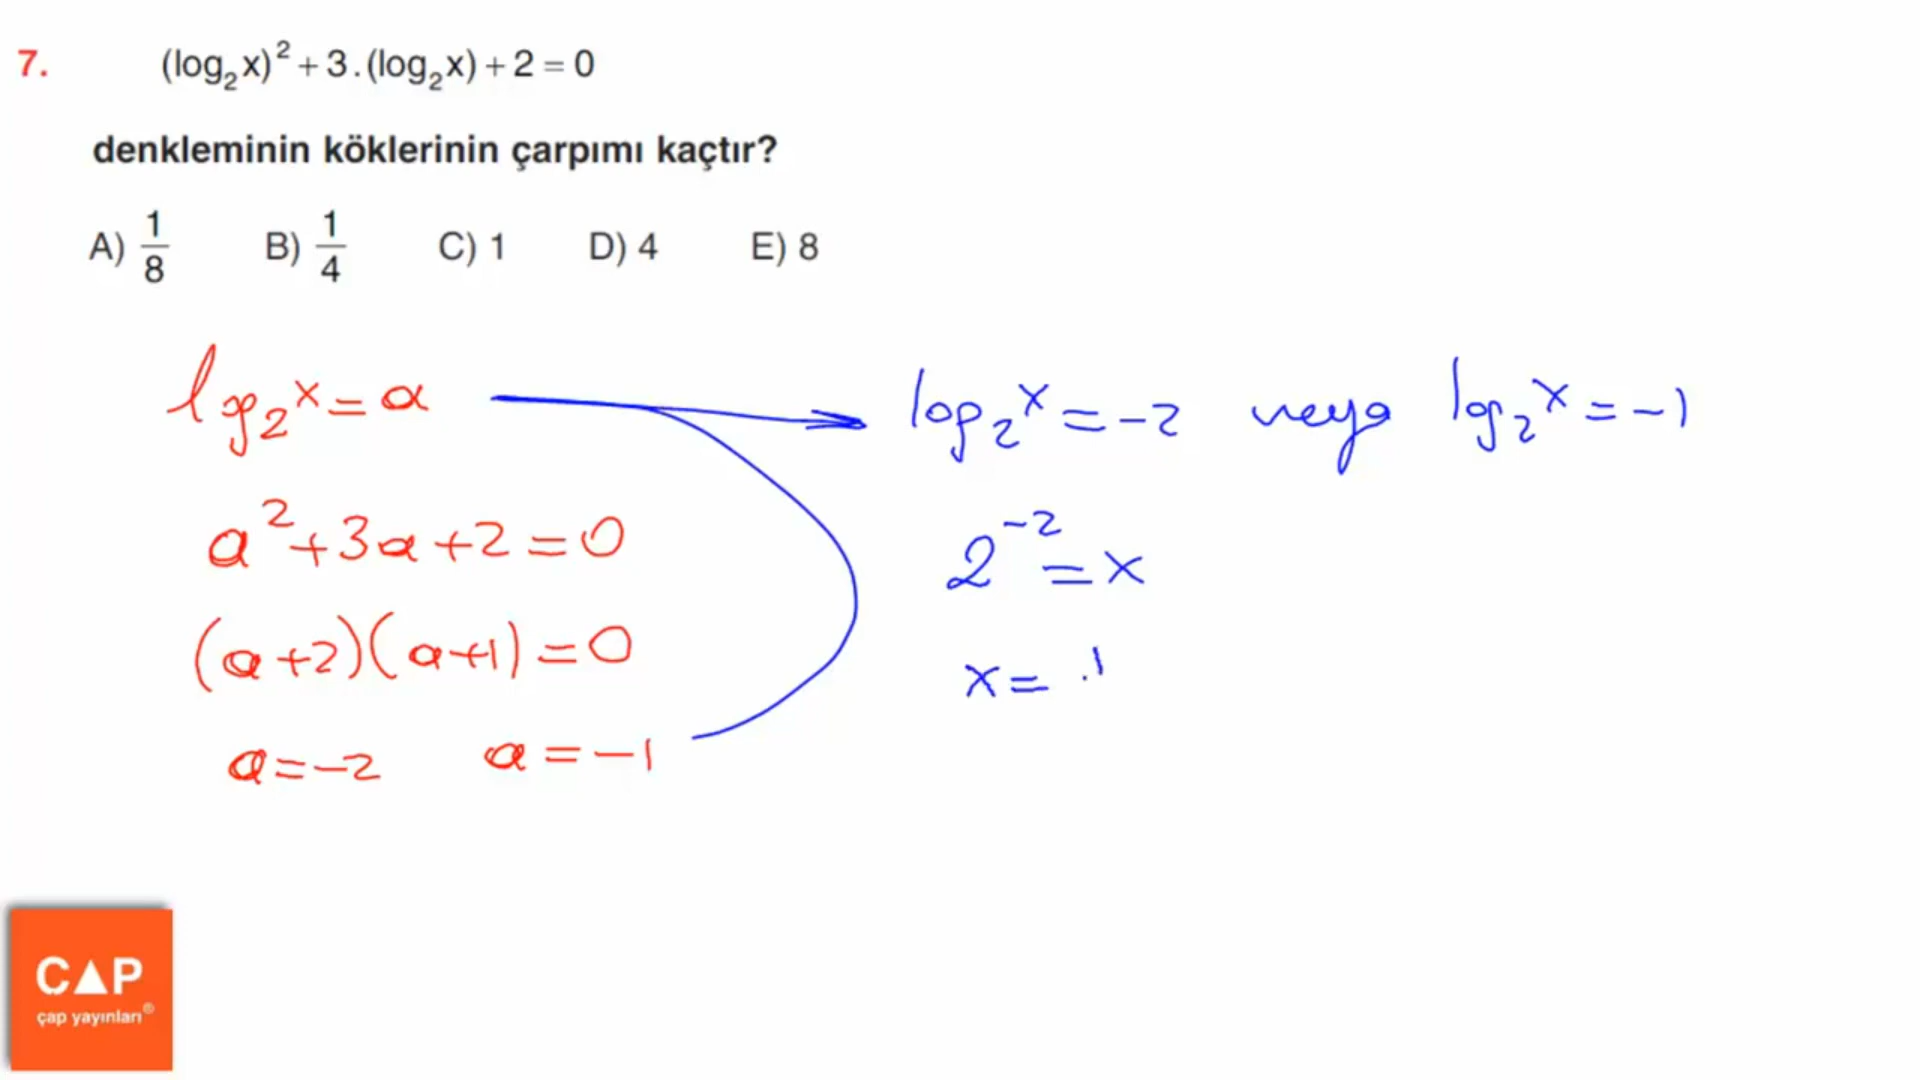 7. (log₂x)² + 3.(log₂x) + 2 = 0
denkleminin köklerinin çarpımı kaçtır?
A) 1/8 B) 1/4 C) 1 D) 4 E) 8
log₂x = a
log₂x = -2 veya log₂x = -1
a² + 3a + 2 = 0
2⁻² = x
(a+2)(a+1) = 0
x =
a = -2 a = -1
ÇAP
çap yayınları®